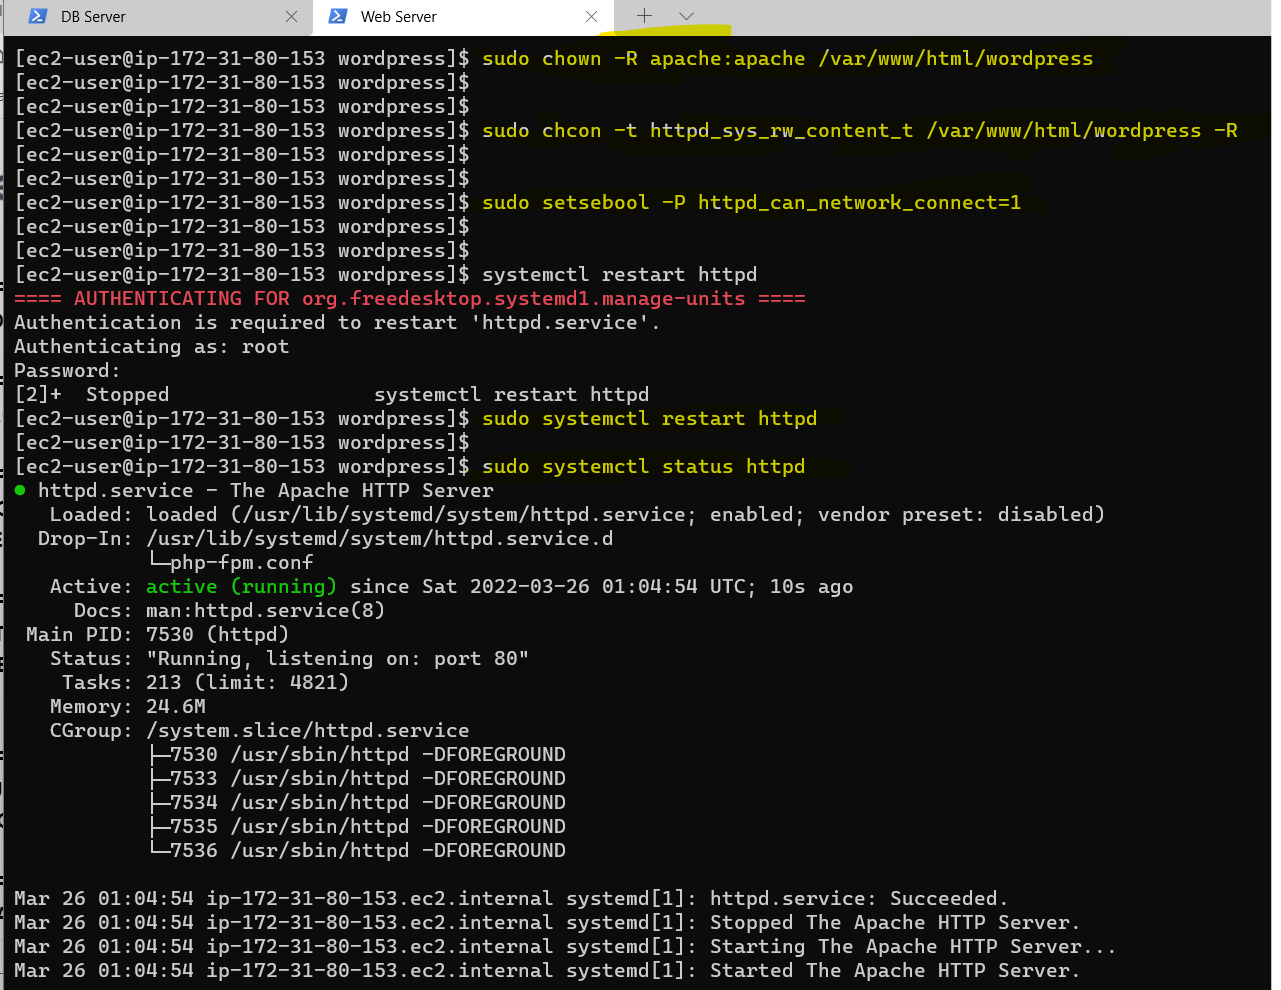 DB Server
Web Server
[ec2-user@ip-172-31-80-153 wordpress]$ sudo chown -R apache:apache /var/www/html/wordpress
[ec2-user@ip-172-31-80-153 wordpress]$
[ec2-user@ip-172-31-80-153 wordpress]$
[ec2-user@ip-172-31-80-153 wordpress]$ sudo chcon -t httpd_sys_rw_content_t /var/www/html/wordpress -R
[ec2-user@ip-172-31-80-153 wordpress]$
[ec2-user@ip-172-31-80-153 wordpress]$
[ec2-user@ip-172-31-80-153 wordpress]$ sudo setsebool -P httpd_can_network_connect=1
[ec2-user@ip-172-31-80-153 wordpress]$
[ec2-user@ip-172-31-80-153 wordpress]$
[ec2-user@ip-172-31-80-153 wordpress]$ systemctl restart httpd
==== AUTHENTICATING FOR org.freedesktop.systemd1.manage-units ====
Authentication is required to restart 'httpd.service'.
Authenticating as: root
Password:
[2]+  Stopped                 systemctl restart httpd
[ec2-user@ip-172-31-80-153 wordpress]$ sudo systemctl restart httpd
[ec2-user@ip-172-31-80-153 wordpress]$
[ec2-user@ip-172-31-80-153 wordpress]$ sudo systemctl status httpd
● httpd.service - The Apache HTTP Server
   Loaded: loaded (/usr/lib/systemd/system/httpd.service; enabled; vendor preset: disabled)
  Drop-In: /usr/lib/systemd/system/httpd.service.d
           └─php-fpm.conf
   Active: active (running) since Sat 2022-03-26 01:04:54 UTC; 10s ago
     Docs: man:httpd.service(8)
 Main PID: 7530 (httpd)
   Status: "Running, listening on: port 80"
    Tasks: 213 (limit: 4821)
   Memory: 24.6M
   CGroup: /system.slice/httpd.service
           ├─7530 /usr/sbin/httpd -DFOREGROUND
           ├─7533 /usr/sbin/httpd -DFOREGROUND
           ├─7534 /usr/sbin/httpd -DFOREGROUND
           ├─7535 /usr/sbin/httpd -DFOREGROUND
           └─7536 /usr/sbin/httpd -DFOREGROUND
Mar 26 01:04:54 ip-172-31-80-153.ec2.internal systemd[1]: httpd.service: Succeeded.
Mar 26 01:04:54 ip-172-31-80-153.ec2.internal systemd[1]: Stopped The Apache HTTP Server.
Mar 26 01:04:54 ip-172-31-80-153.ec2.internal systemd[1]: Starting The Apache HTTP Server...
Mar 26 01:04:54 ip-172-31-80-153.ec2.internal systemd[1]: Started The Apache HTTP Server.